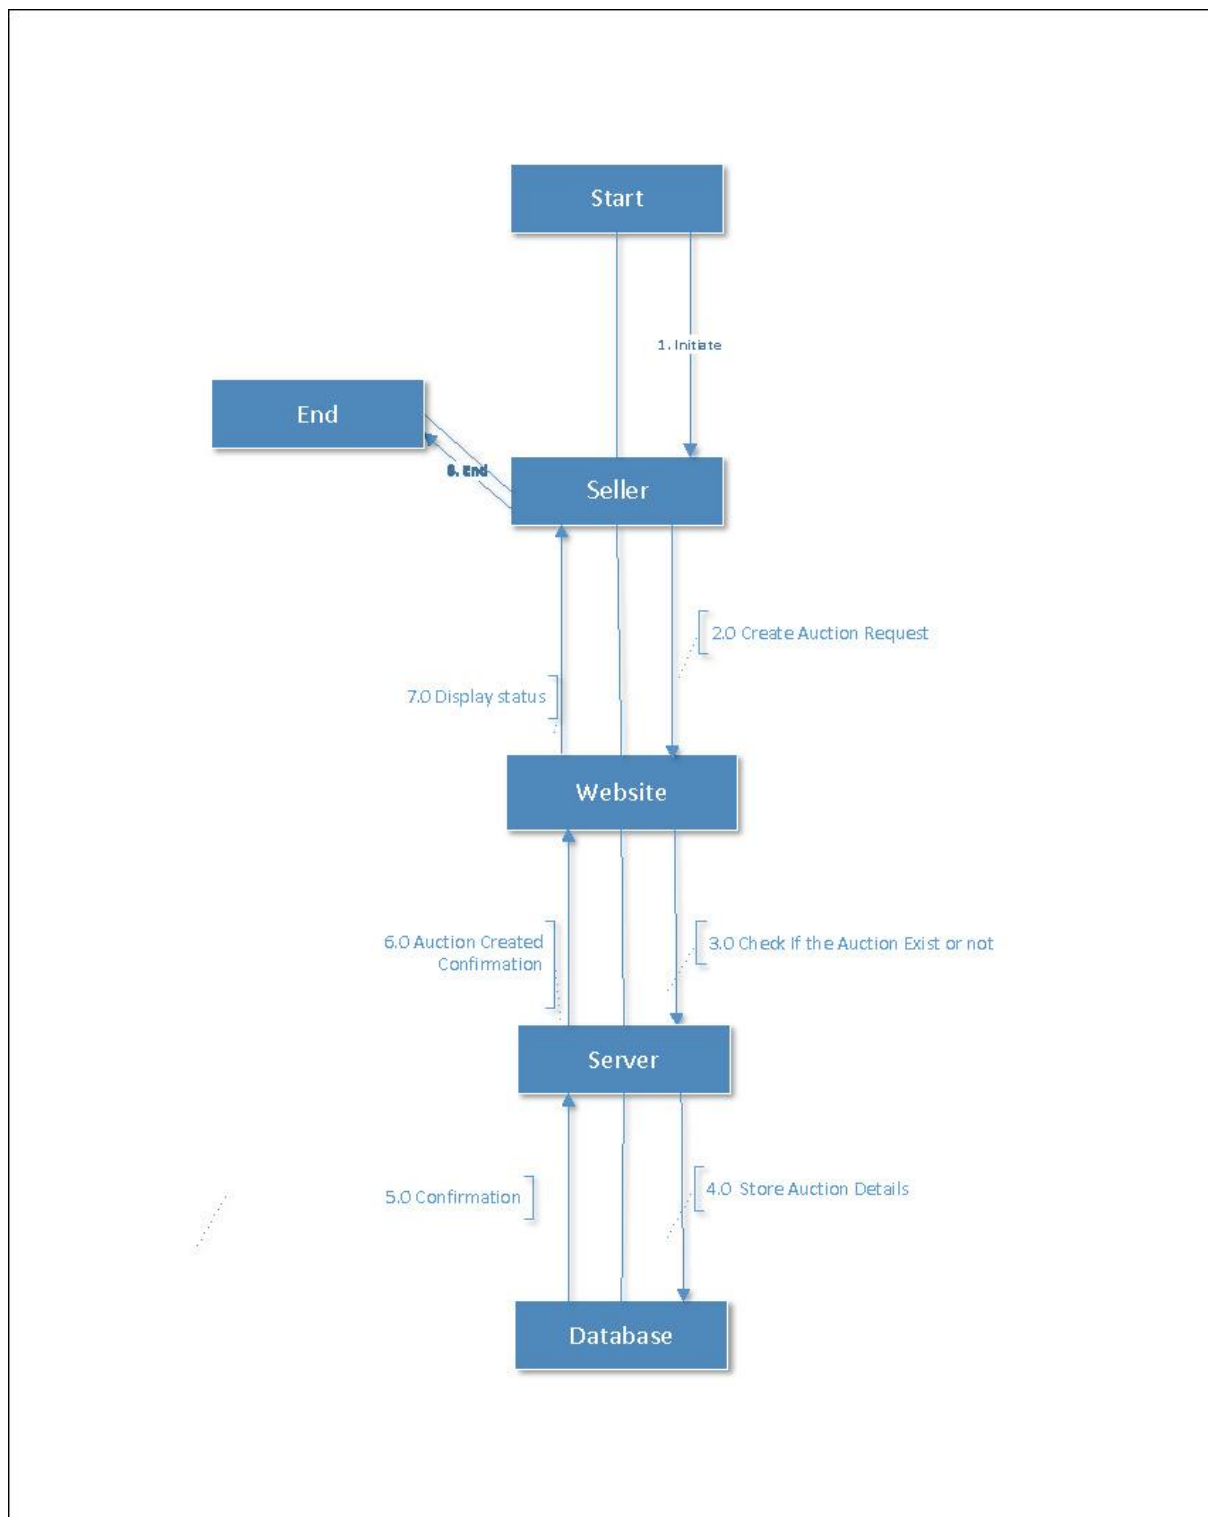 Start
1. Initiate
End
8. End
Seller
2.0 Create Auction Request
7.0 Display status
Website
6.0 Auction Created
Confirmation
3.0 Check If the Auction Exist or not
Server
5.0 Confirmation
4.0 Store Auction Details
Database